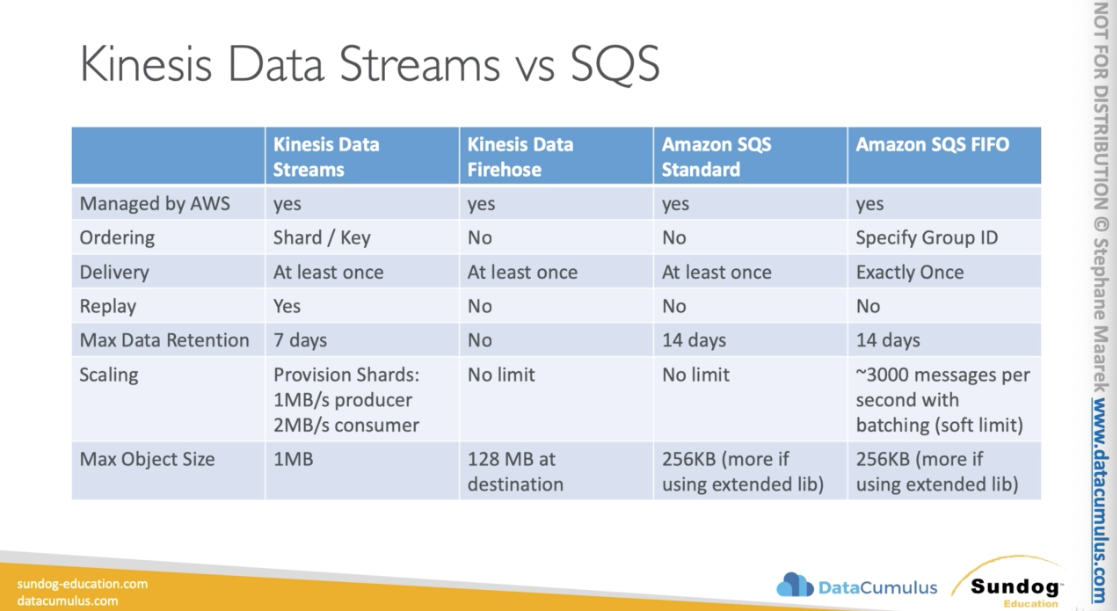 Kinesis Data Streams vs SQS
Kinesis Data Streams
Kinesis Data Firehose
Amazon SQS Standard
Amazon SQS FIFO
Managed by AWS yes yes yes yes
Ordering Shard / Key No No Specify Group ID
Delivery At least once At least once At least once Exactly Once
Replay Yes No No No
Max Data Retention 7 days No 14 days 14 days
Scaling
Provision Shards:
1MB/s producer
2MB/s consumer
No limit
No limit
~3000 messages per
second with
batching (soft limit)
Max Object Size
1MB
128 MB at
destination
256KB (more if
using extended lib)
256KB (more if
using extended lib)
NOT FOR DISTRIBUTION © Stephane Maarek www.datacumulus.com
sundog-education.com
datacumulus.com
DataCumulus
Sundog
Education